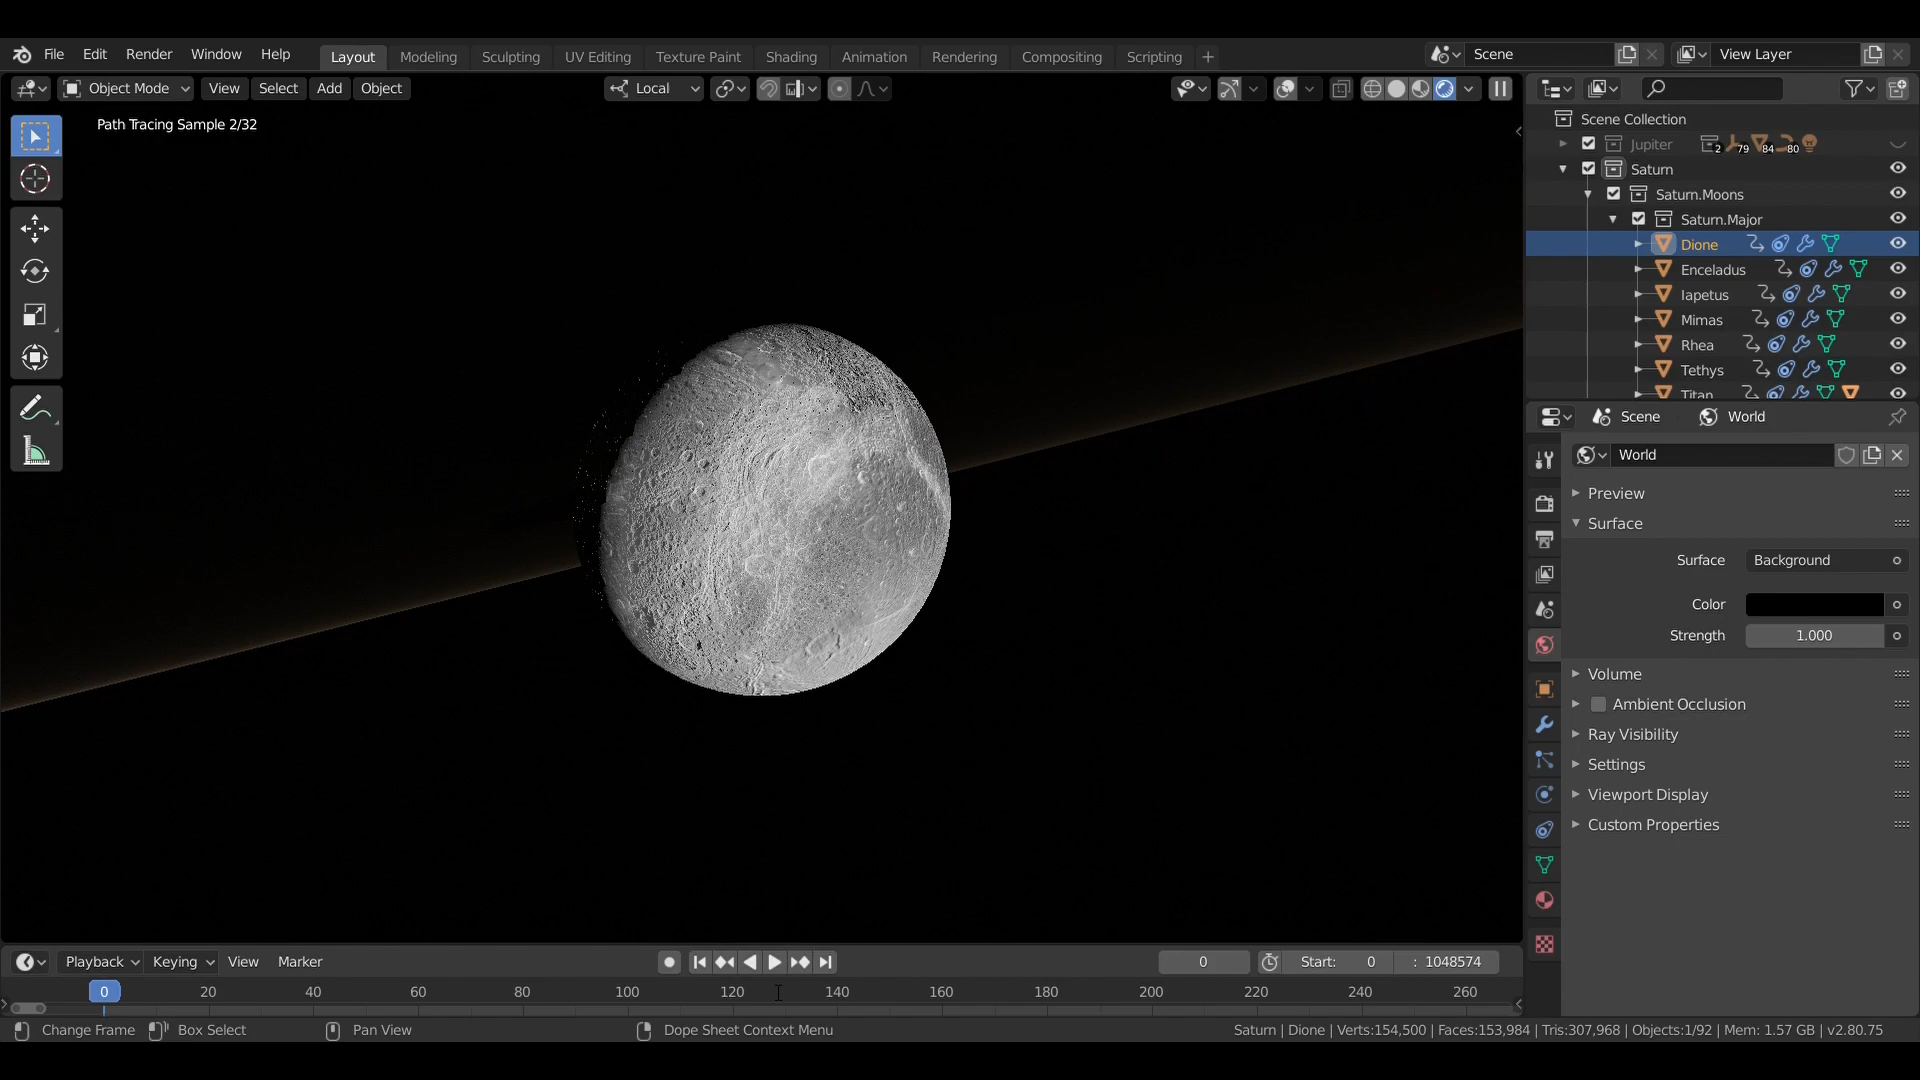 File Edit Render Window Help Layout Modeling Sculpting UV Editing Texture Paint Shading Animation Rendering Compositing Scripting + Scene View Layer
Object Mode View Select Add Object Local
Path Tracing Sample 2/32
Scene Collection
Jupiter 2 79 84 80
Saturn
Saturn.Moons
Saturn.Major
Dione
Enceladus
Iapetus
Mimas
Rhea
Tethys
Titan
Scene World
World
Preview
Surface
Surface Background
Color
Strength 1.000
Volume
Ambient Occlusion
Ray Visibility
Settings
Viewport Display
Custom Properties
Playback Keying View Marker 0 Start: 0 : 1048574
0 20 40 60 80 100 120 140 160 180 200 220 240 260
Change Frame Box Select Pan View Dope Sheet Context Menu Saturn | Dione | Verts:154,500 | Faces:153,984 | Tris:307,968 | Objects:1/92 | Mem: 1.57 GB | v2.80.75